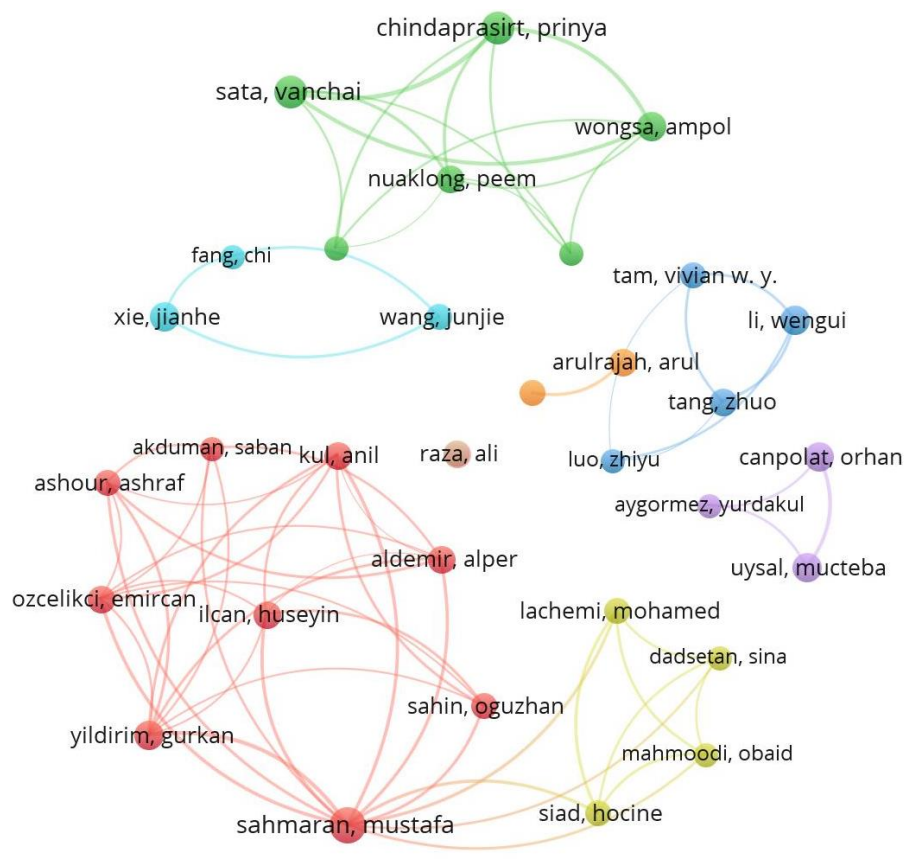 chindaprasirt, prinya
sata, vanchai
wongsa, ampol
nuaklong, peem
fang, chi
tam, vivian w. y.
xie, jianhe
wang, junjie
li, wengui
arulrajah, arul
tang, zhuo
akduman, saban
kul, anil
raza, ali
luo, zhiyu
canpolat, orhan
ashour, ashraf
aygormez, yurdakul
aldemir, alper
uysal, mucteba
ozcelikci, emircan
ilcan, huseyin
lachemi, mohamed
dadsetan, sina
sahin, oguzhan
yildirim, gurkan
mahmoodi, obaid
siad, hocine
sahmaran, mustafa